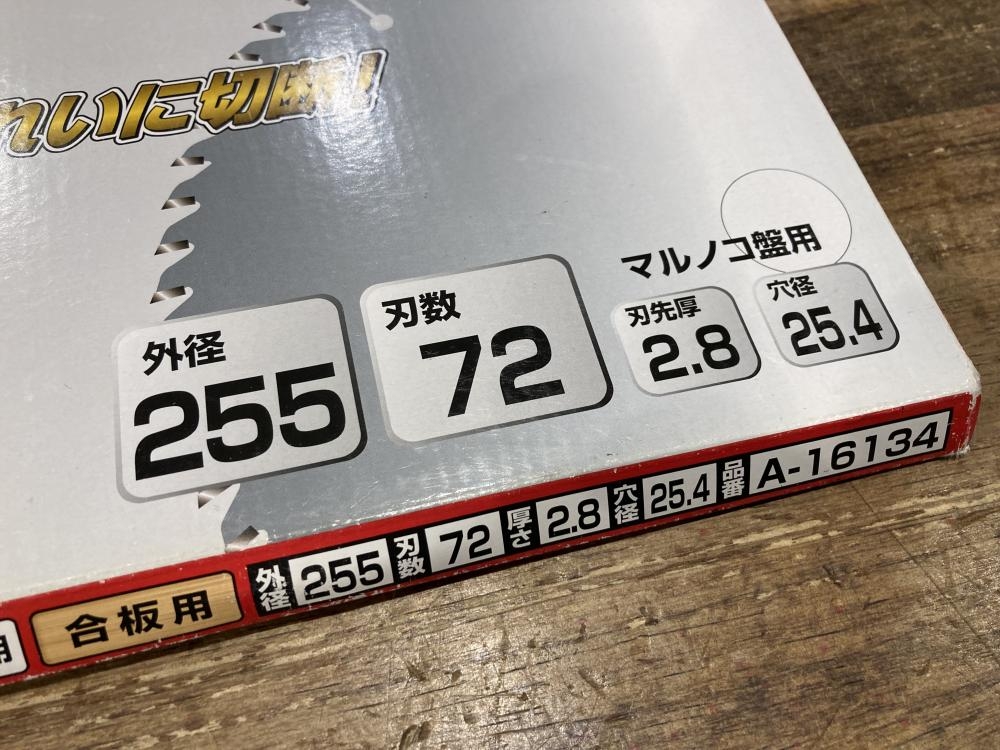 れいに切断!
マルノコ盤用
外径
255
刃数
72
刃先厚
2.8
穴径
25.4
用
合板用
外径 255 刃数 72 厚さ 2.8 穴径 25.4 品番 A-16134